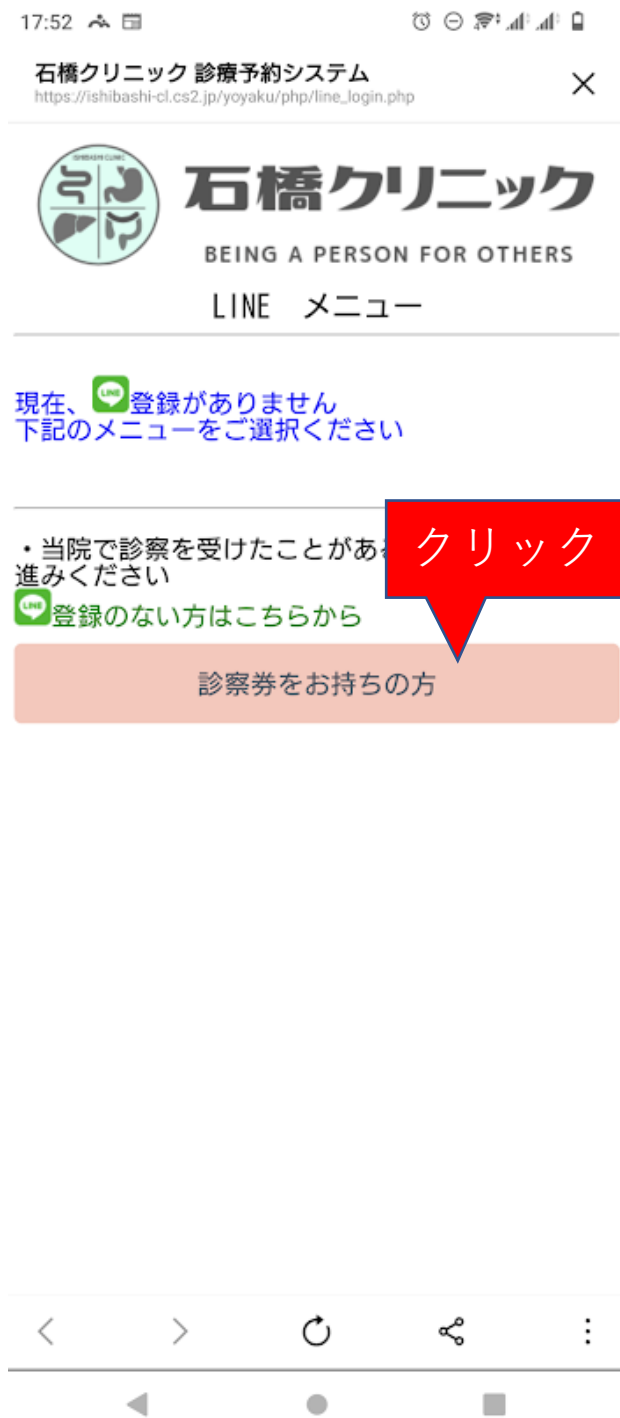 17:52
石橋クリニック 診療予約システム
https://ishibashi-cl.cs2.jp/yoyaku/php/line_login.php
ISHIBASHI CLINIC
石橋クリニック
BEING A PERSON FOR OTHERS
LINE メニュー
現在、LINE登録がありません
下記のメニューをご選択ください
クリック
・当院で診察を受けたことがあ
進みください
LINE登録のない方はこちらから
診察券をお持ちの方